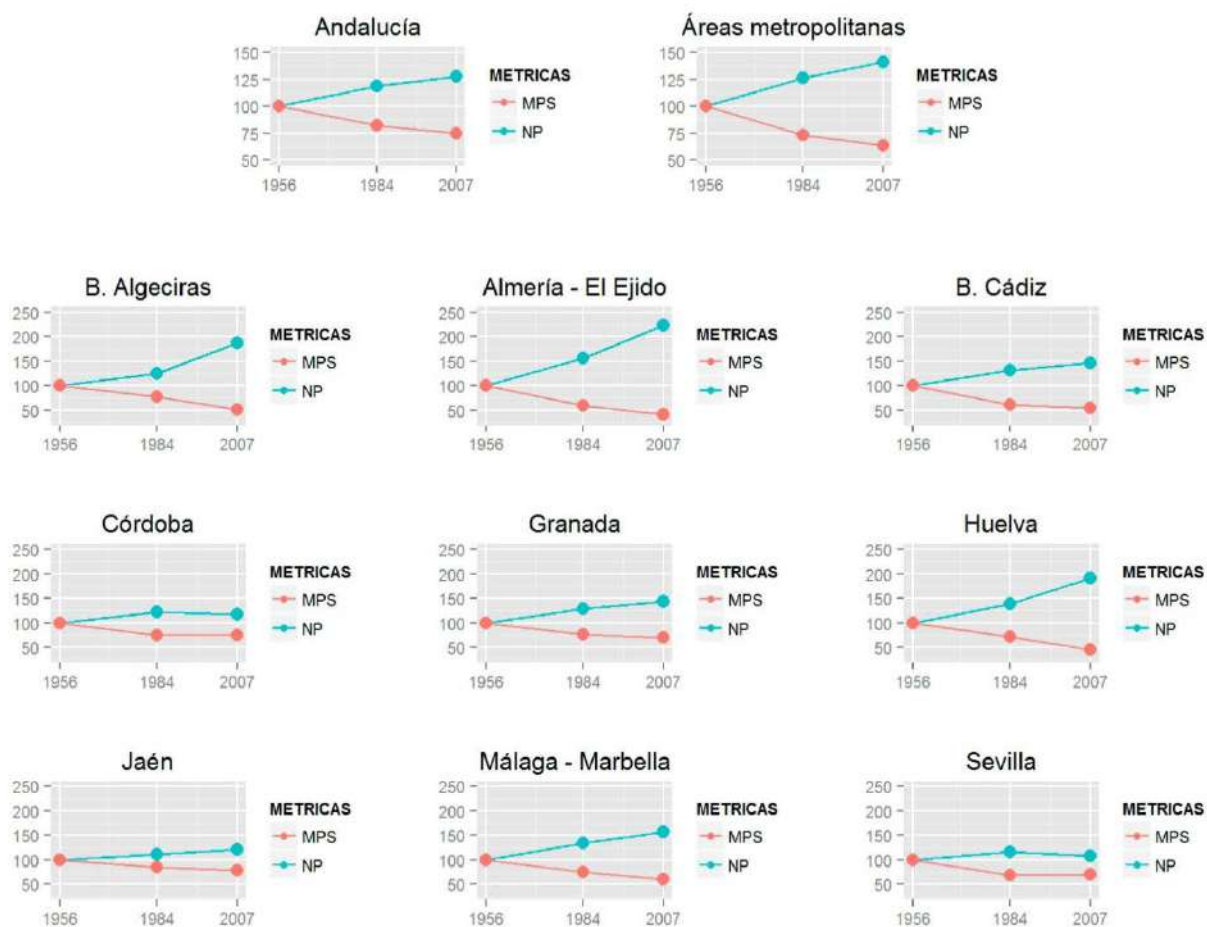 Andalucía
150
125
100
75
50
1956 1984 2007
METRICAS
MPS
NP
Áreas metropolitanas
150
125
100
75
50
1956 1984 2007
METRICAS
MPS
NP
B. Algeciras
250
200
150
100
50
1956 1984 2007
METRICAS
MPS
NP
Almería - El Ejido
250
200
150
100
50
1956 1984 2007
METRICAS
MPS
NP
B. Cádiz
250
200
150
100
50
1956 1984 2007
METRICAS
MPS
NP
Córdoba
250
200
150
100
50
1956 1984 2007
METRICAS
MPS
NP
Granada
250
200
150
100
50
1956 1984 2007
METRICAS
MPS
NP
Huelva
250
200
150
100
50
1956 1984 2007
METRICAS
MPS
NP
Jaén
250
200
150
100
50
1956 1984 2007
METRICAS
MPS
NP
Málaga - Marbella
250
200
150
100
50
1956 1984 2007
METRICAS
MPS
NP
Sevilla
250
200
150
100
50
1956 1984 2007
METRICAS
MPS
NP